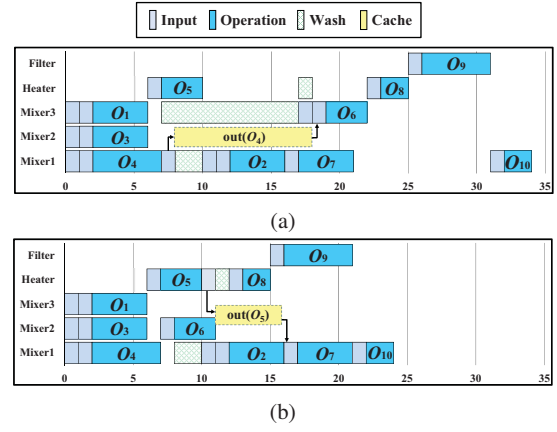 Input Operation Wash Cache
Filter O9
Heater O5 O8
Mixer3 O1 O6
Mixer2 O3 out(O4)
Mixer1 O4 O2 O7 O10
0 5 10 15 20 25 30 35
(a)
Filter O9
Heater O5 O8
Mixer3 O1 out(O5)
Mixer2 O3 O6
Mixer1 O4 O2 O7 O10
0 5 10 15 20 25 30 35
(b)